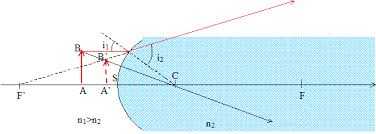 i₁
B
B'
i₂
S
C
F' A A' F
n₁>n₂ n₂